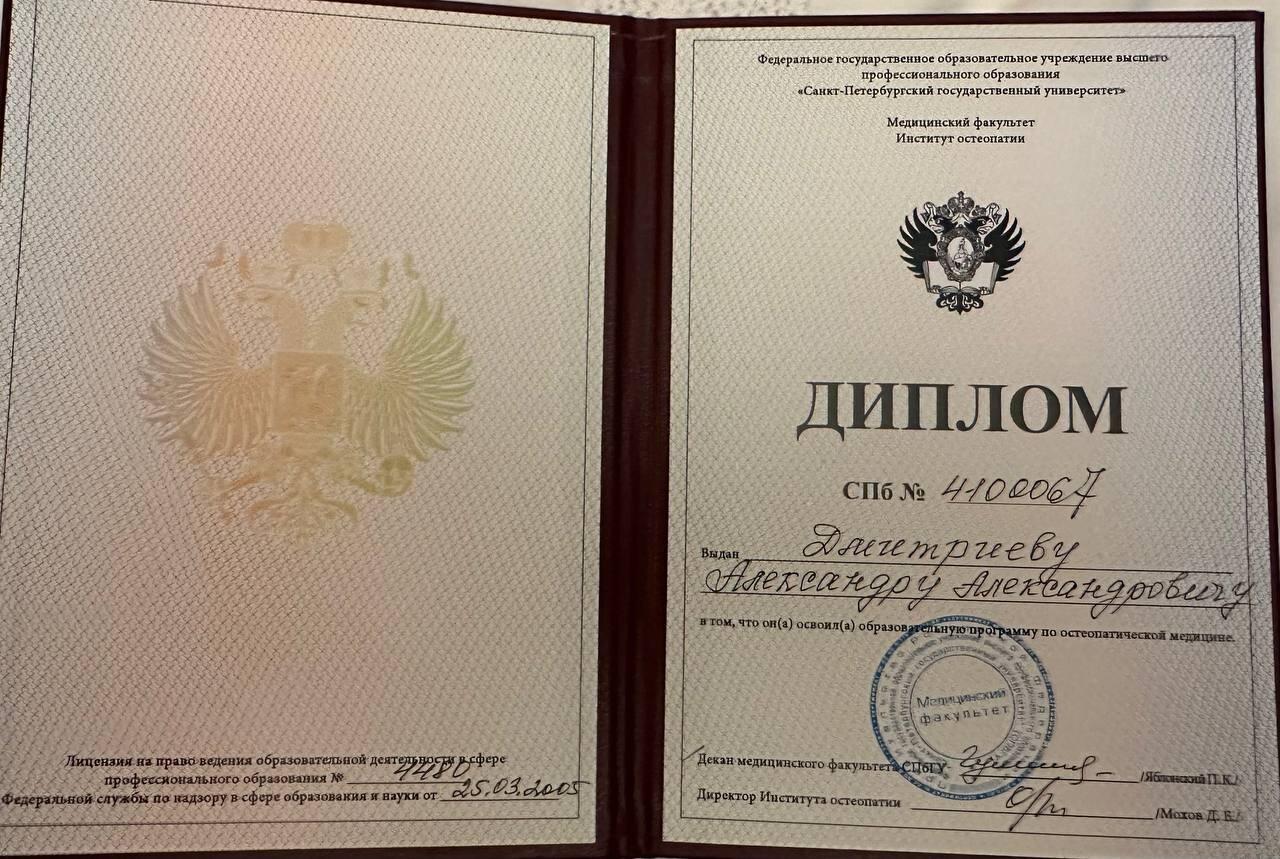 Лицензия на право ведения образовательной деятельности в сфере
профессионального образования № 4480
Федеральной службы по надзору в сфере образования и науки от 25.03.2005
Федеральное государственное образовательное учреждение высшего
профессионального образования
«Санкт-Петербургский государственный университет»
Медицинский факультет
Институт остеопатии
ДИПЛОМ
СПб № 4100067
Выдан Дмитриеву
Александру Александровичу
в том, что он(а) освоил(а) образовательную программу по остеопатической медицине.
Медицинский
факультет
Декан медицинского факультета СПбГУ /Яблонский П.К./
Директор Института остеопатии /Мохов Д. Е./